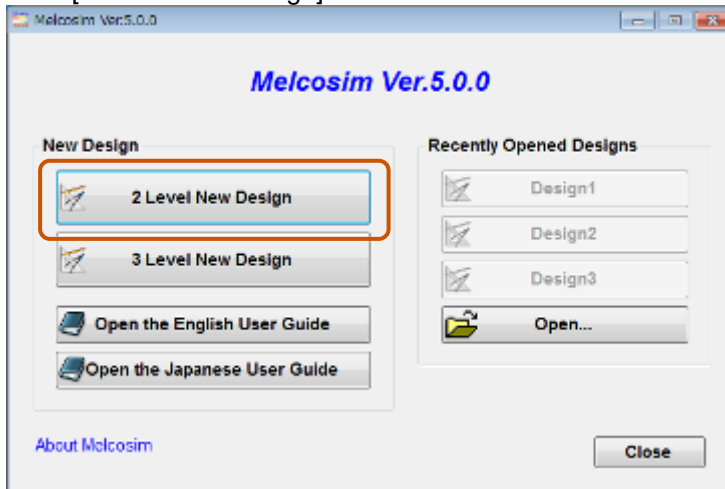 Melcosim Ver.5.0.0
Melcosim Ver.5.0.0
New Design
2 Level New Design
3 Level New Design
Open the English User Guide
Open the Japanese User Guide
Recently Opened Designs
Design1
Design2
Design3
Open...
About Melcosim
Close